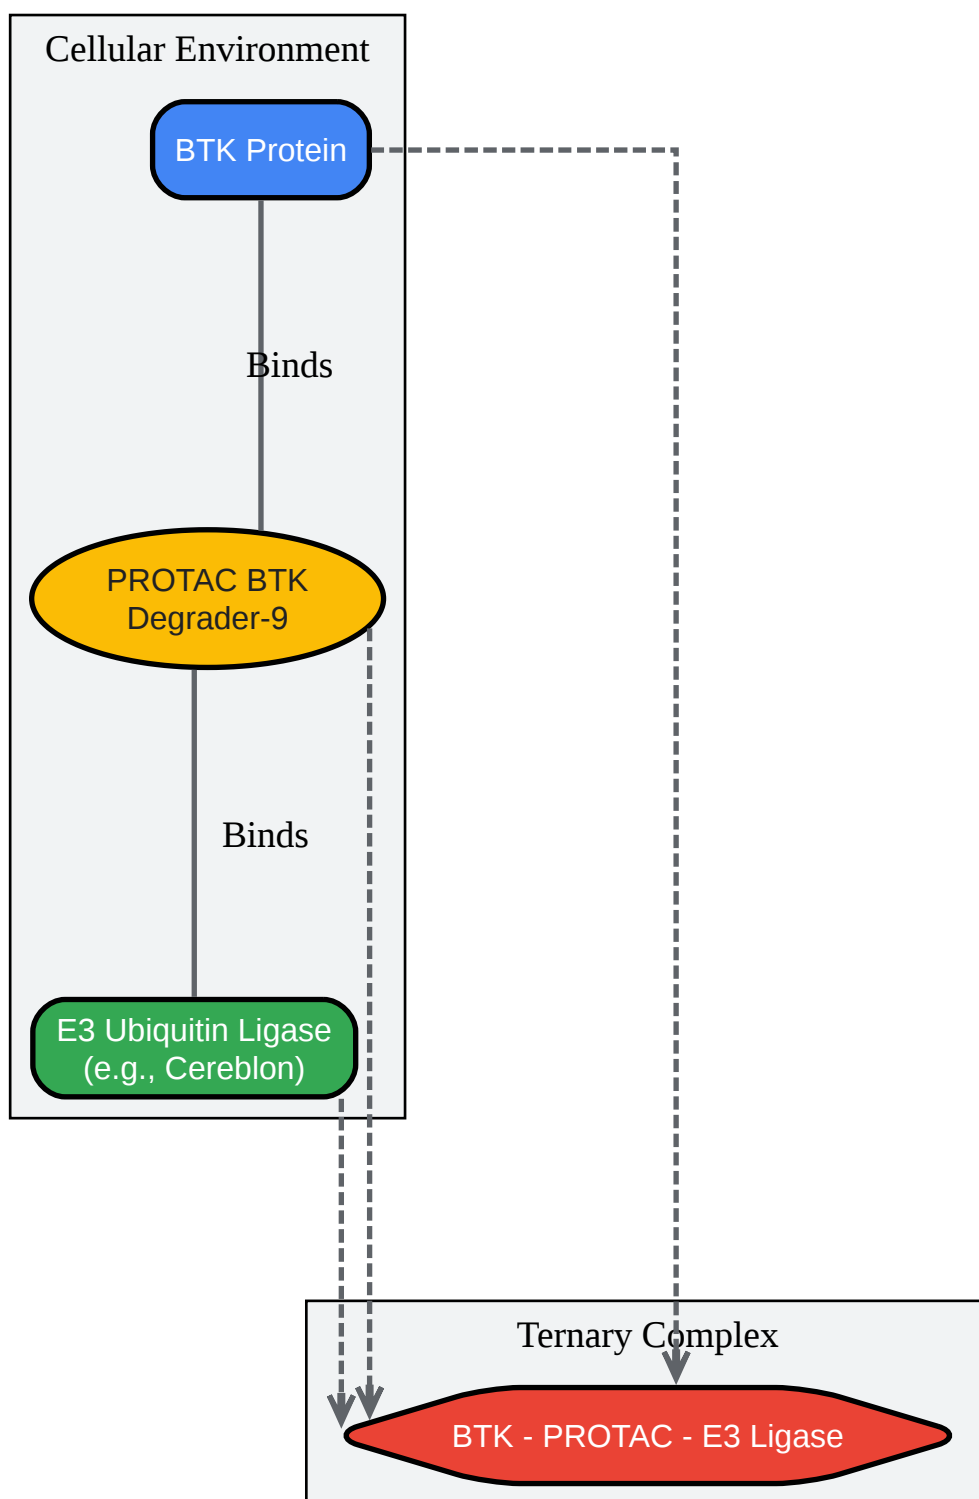 Cellular Environment
BTK Protein
Binds
PROTAC BTK
Degrader-9
Binds
E3 Ubiquitin Ligase
(e.g., Cereblon)
Ternary Complex
BTK - PROTAC - E3 Ligase